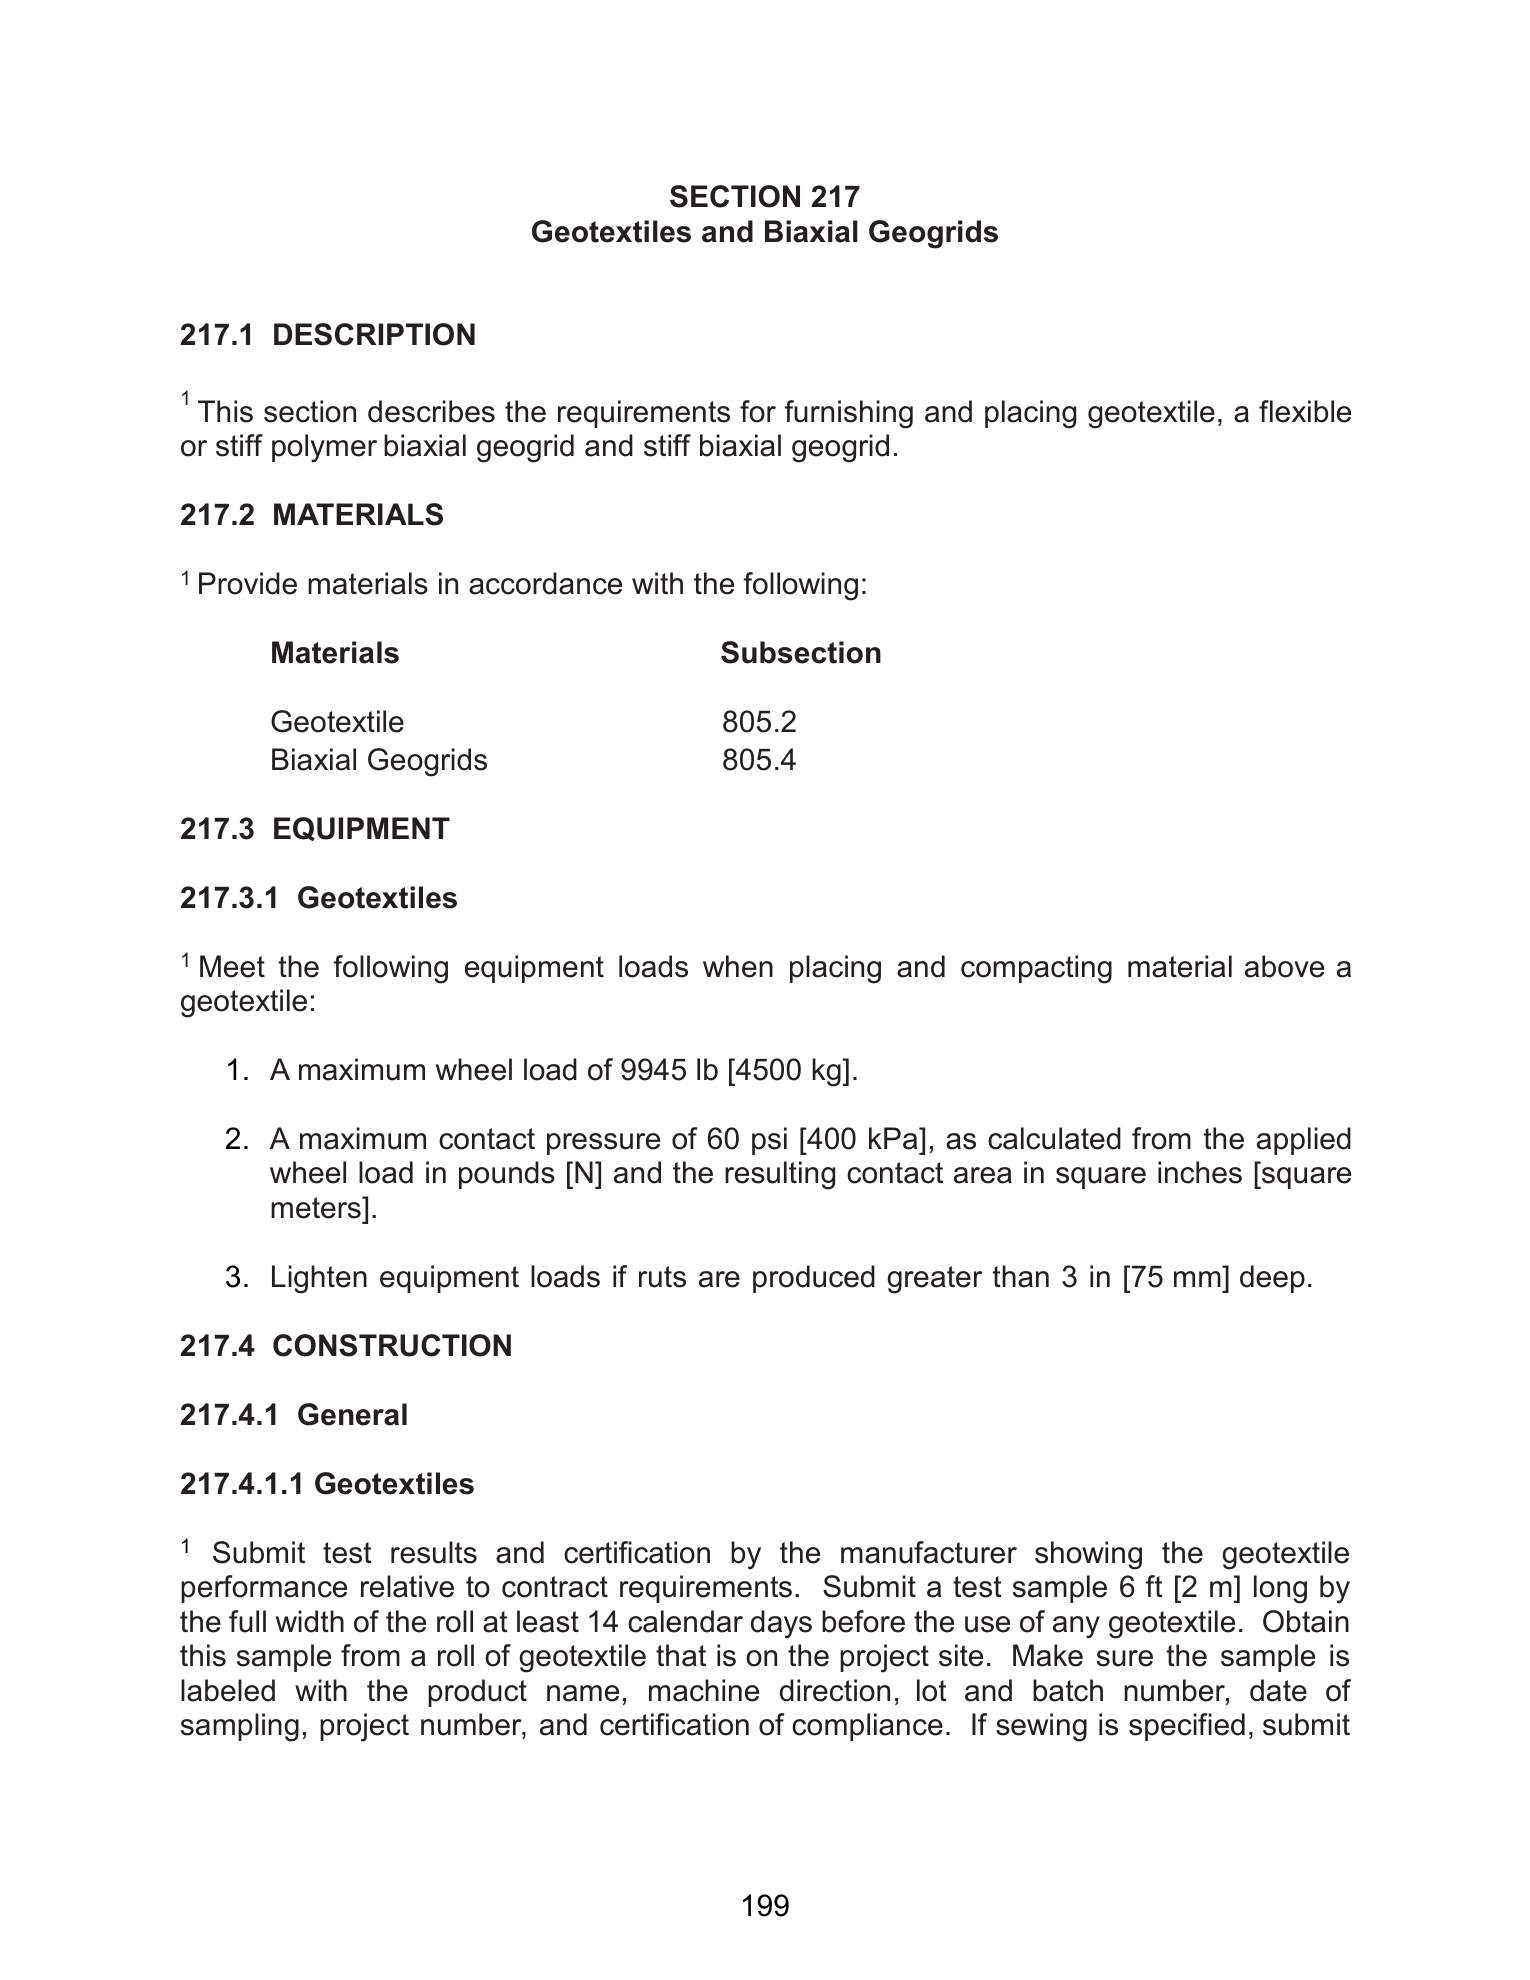 SECTION 217
Geotextiles and Biaxial Geogrids
217.1 DESCRIPTION
1 This section describes the requirements for furnishing and placing geotextile, a flexible
or stiff polymer biaxial geogrid and stiff biaxial geogrid.
217.2 MATERIALS
1 Provide materials in accordance with the following:
Materials Subsection
Geotextile 805.2
Biaxial Geogrids 805.4
217.3 EQUIPMENT
217.3.1 Geotextiles
1 Meet the following equipment loads when placing and compacting material above a
geotextile:
1. A maximum wheel load of 9945 lb [4500 kg].
2. A maximum contact pressure of 60 psi [400 kPa], as calculated from the applied
wheel load in pounds [N] and the resulting contact area in square inches [square
meters].
3. Lighten equipment loads if ruts are produced greater than 3 in [75 mm] deep.
217.4 CONSTRUCTION
217.4.1 General
217.4.1.1 Geotextiles
1 Submit test results and certification by the manufacturer showing the geotextile
performance relative to contract requirements. Submit a test sample 6 ft [2 m] long by
the full width of the roll at least 14 calendar days before the use of any geotextile. Obtain
this sample from a roll of geotextile that is on the project site. Make sure the sample is
labeled with the product name, machine direction, lot and batch number, date of
sampling, project number, and certification of compliance. If sewing is specified, submit
199